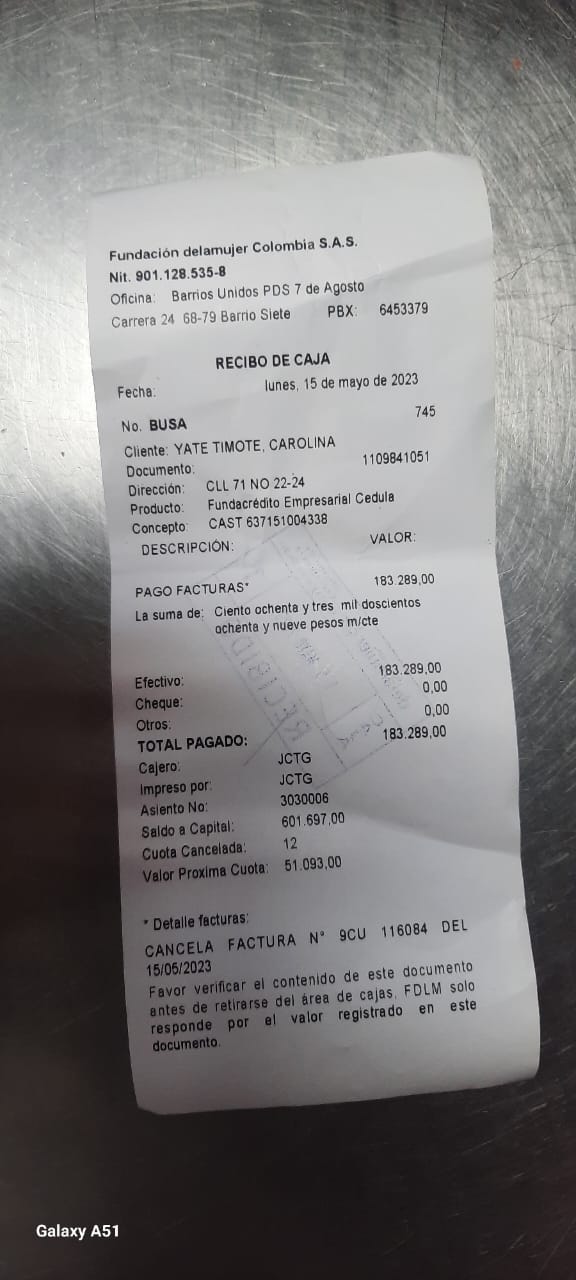 Fundación delamujer Colombia S.A.S.
Nit. 901.128.535-8
Oficina: Barrios Unidos PDS 7 de Agosto
Carrera 24 68-79 Barrio Siete PBX: 6453379
RECIBO DE CAJA
Fecha: lunes, 15 de mayo de 2023
No. BUSA 745
Cliente: YATE TIMOTE, CAROLINA
Documento: 1109841051
Dirección: CLL 71 NO 22-24
Producto: Fundacrédito Empresarial Cedula
Concepto: CAST 637151004338
DESCRIPCIÓN: VALOR:
PAGO FACTURAS* 183.289,00
La suma de: Ciento ochenta y tres mil doscientos
ochenta y nueve pesos m/cte
RECIBID
Efectivo: 183.289,00
Cheque: 0,00
Otros: 0,00
TOTAL PAGADO: 183.289,00
Cajero: JCTG
Impreso por: JCTG
Asiento No: 3030006
Saldo a Capital: 601.697,00
Cuota Cancelada: 12
Valor Proxima Cuota: 51.093,00
* Detalle facturas:
CANCELA FACTURA N° 9CU 116084 DEL
15/05/2023
Favor verificar el contenido de este documento
antes de retirarse del área de cajas, FDLM solo
responde por el valor registrado en este
documento.
Galaxy A51